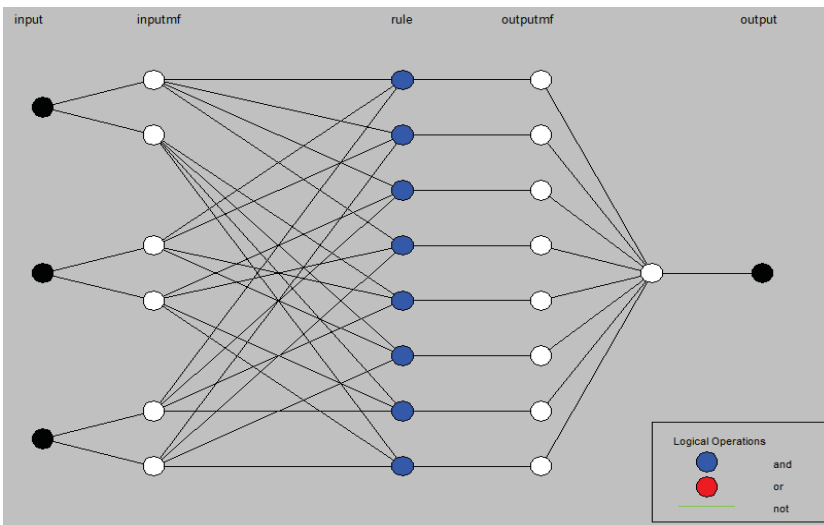 input inputmf rule outputmf output
Logical Operations
and
or
not